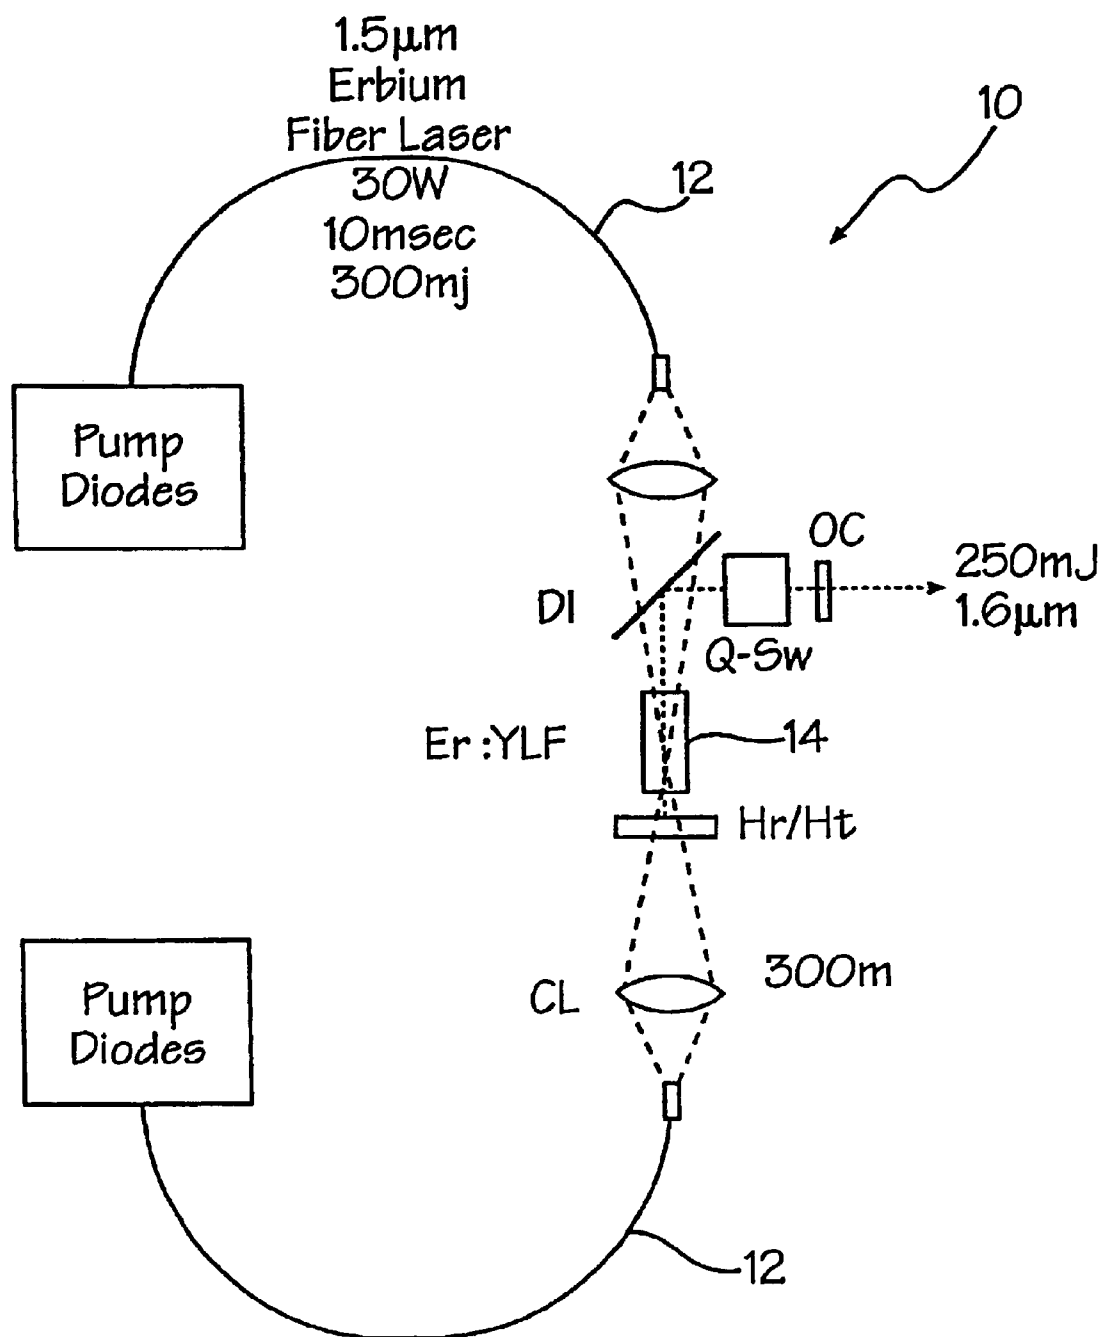 1.5µm
Erbium
Fiber Laser
30W
10msec
300mj
10
12
Pump
Diodes
OC
250mJ
1.6µm
DI
Q-Sw
Er :YLF
14
Hr/Ht
CL
300m
Pump
Diodes
12